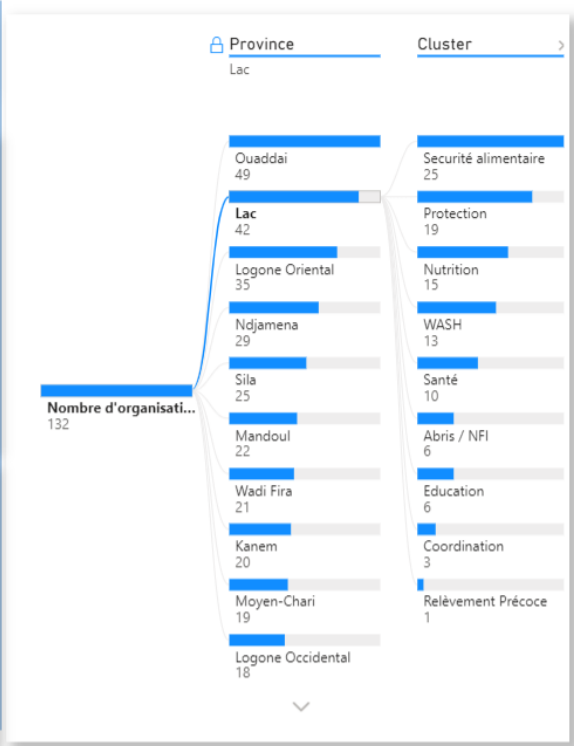 Province
Lac
Cluster
Ouaddai
49
Lac
42
Logone Oriental
35
Ndjamena
29
Sila
25
Mandoul
22
Wadi Fira
21
Kanem
20
Moyen-Chari
19
Logone Occidental
18
Nombre d'organisati...
132
Securité alimentaire
25
Protection
19
Nutrition
15
WASH
13
Santé
10
Abris / NFI
6
Education
6
Coordination
3
Relèvement Précoce
1